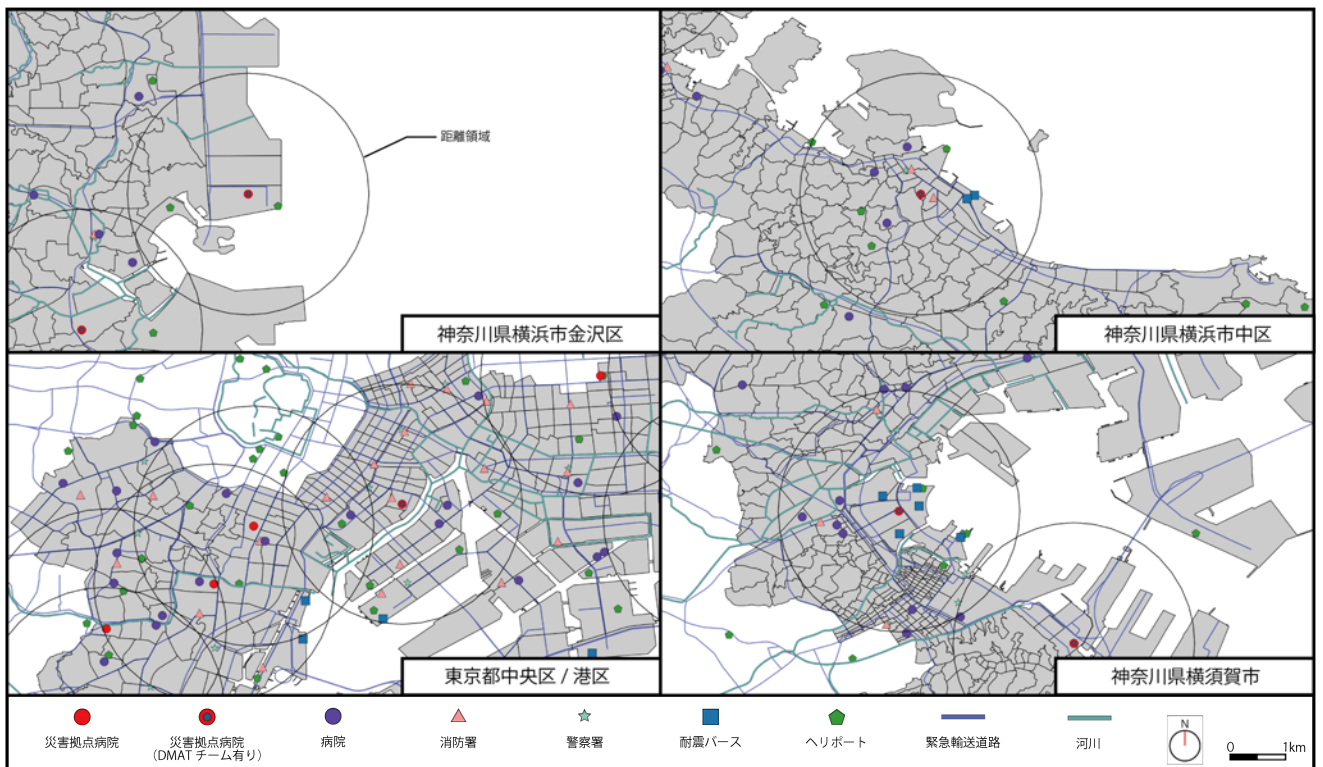 距離領域
神奈川県横浜市金沢区
神奈川県横浜市中区
東京都中央区 / 港区
神奈川県横須賀市
災害拠点病院
災害拠点病院
(DMATチーム有り)
病院
消防署
警察署
耐震バース
ヘリポート
緊急輸送道路
河川
N
0 1km